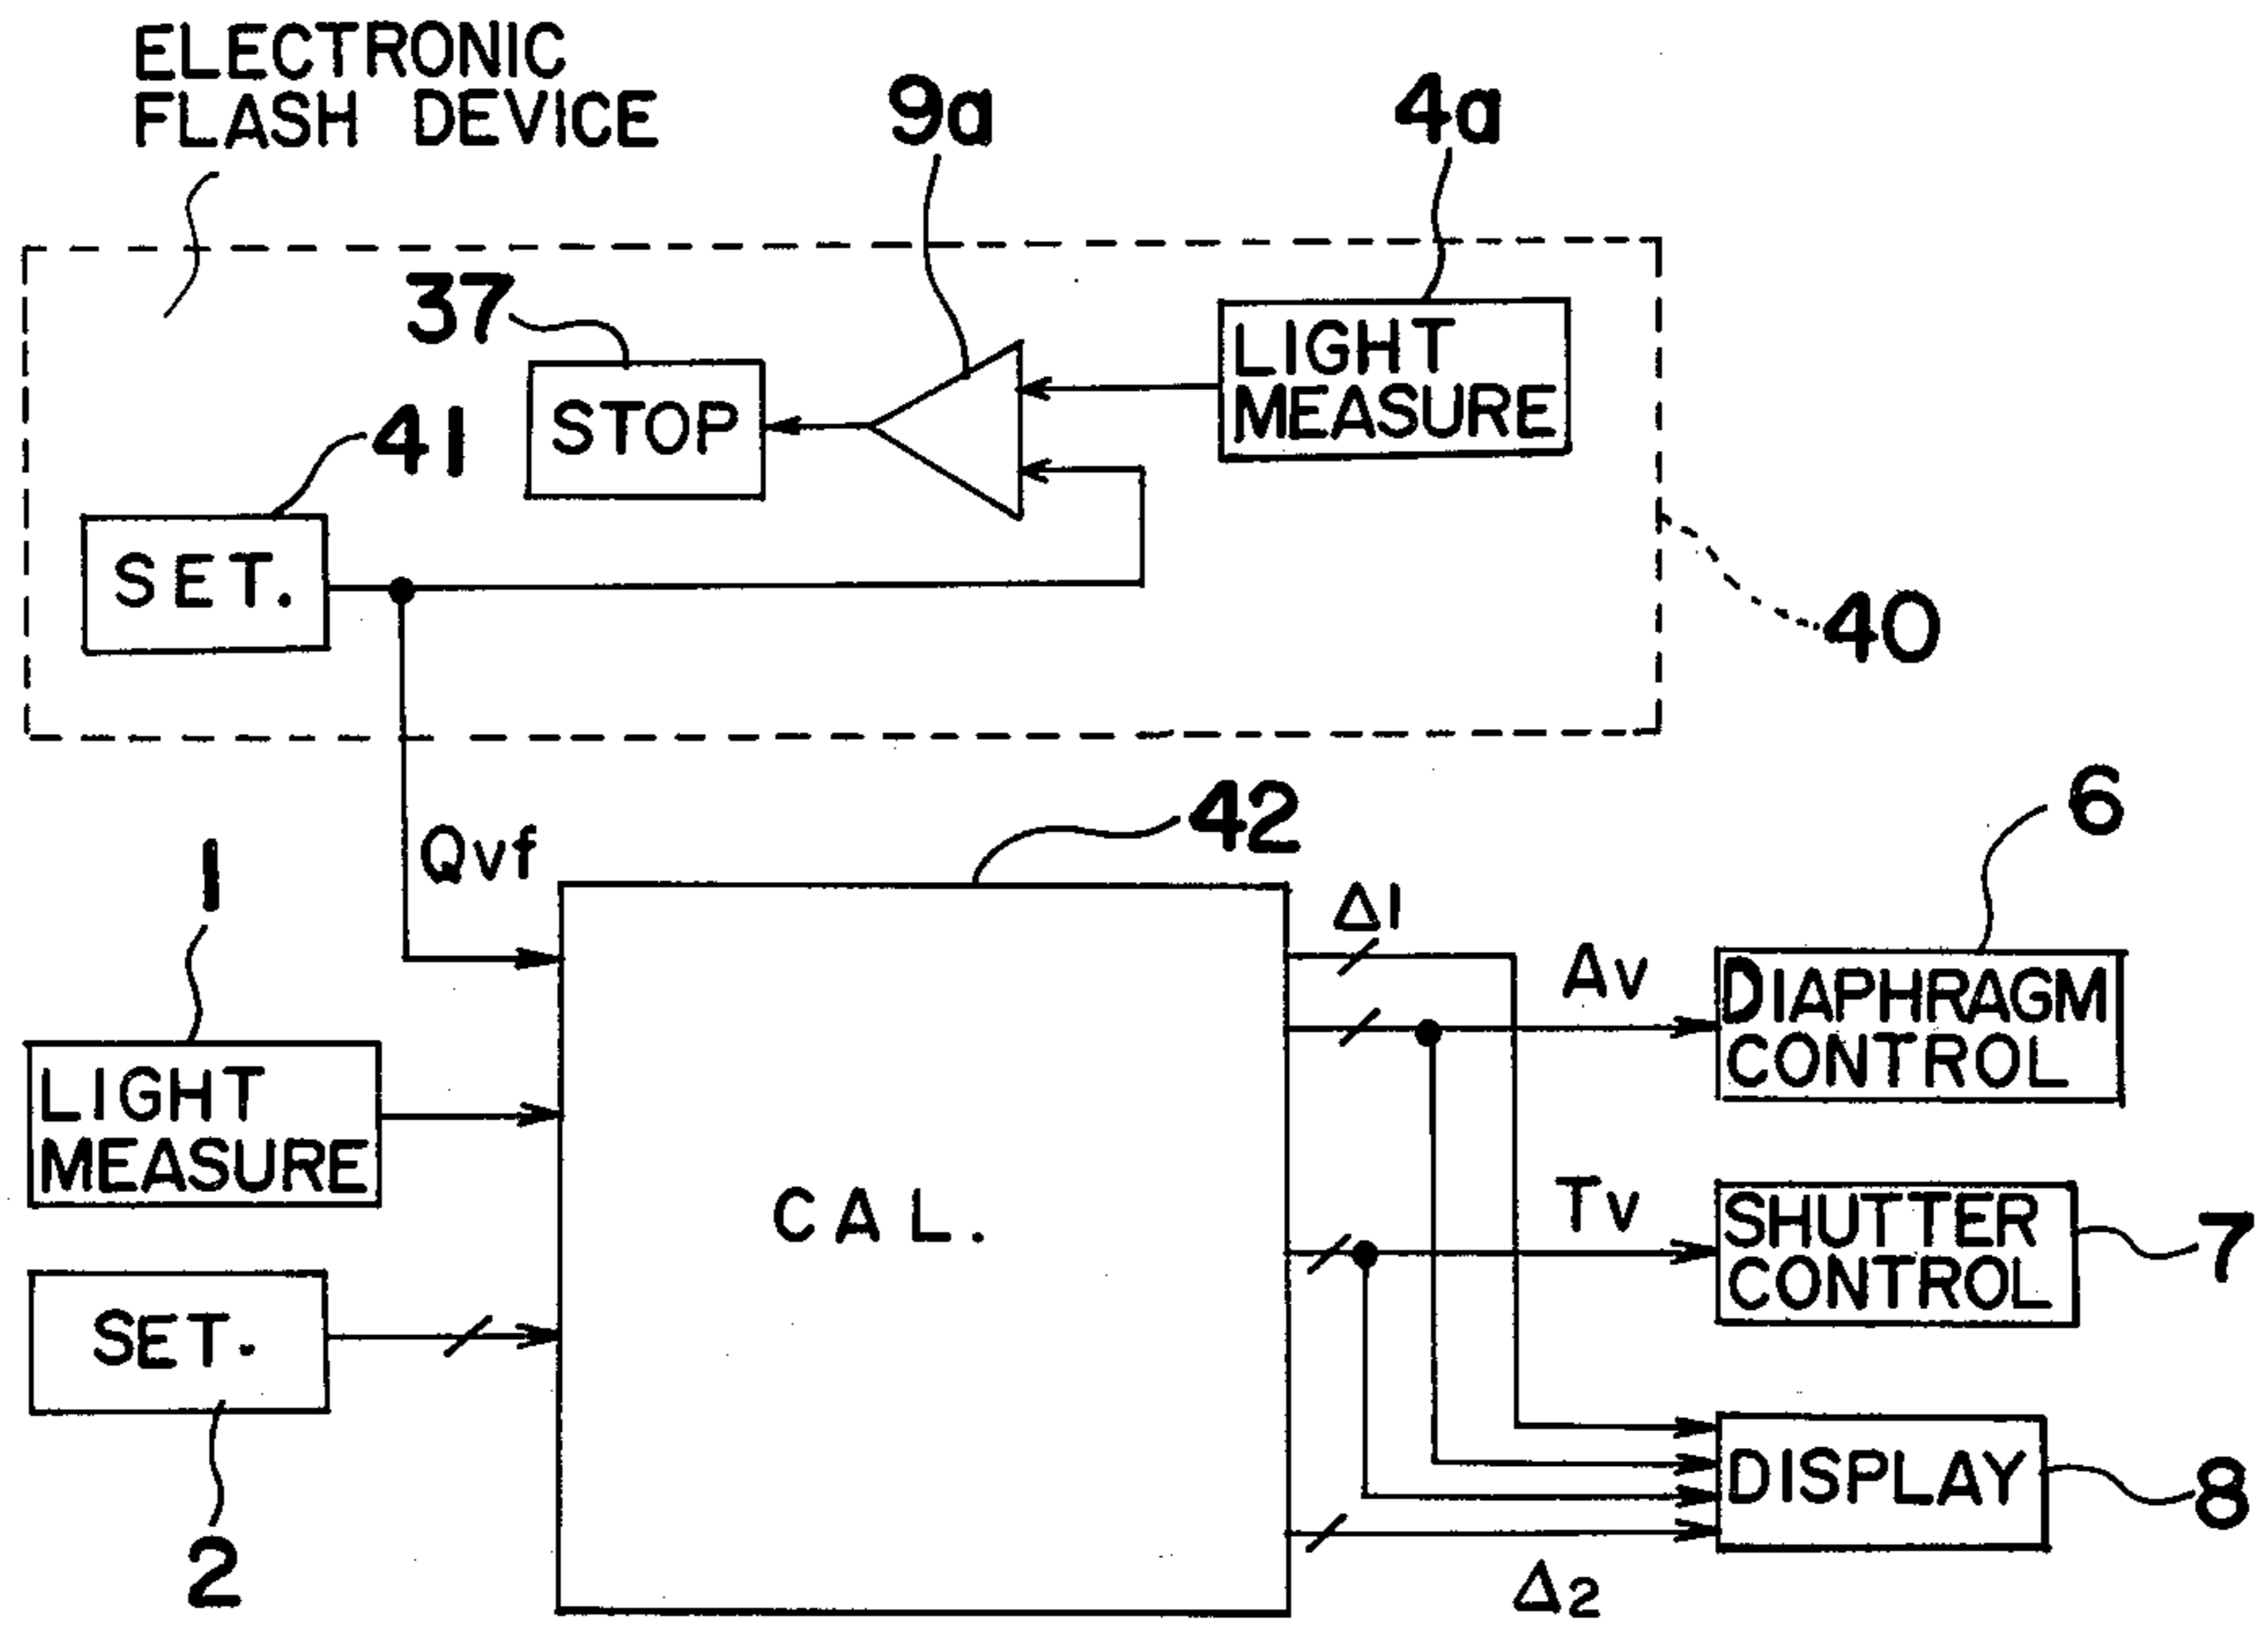 ELECTRONIC
FLASH DEVICE
9a
4a
37
STOP
LIGHT
MEASURE
41
SET.
40
Qvf
42
6
1
Δ1
Av
DIAPHRAGM
CONTROL
LIGHT
MEASURE
CAL.
Tv
SHUTTER
CONTROL
7
SET.
2
DISPLAY
8
Δ2